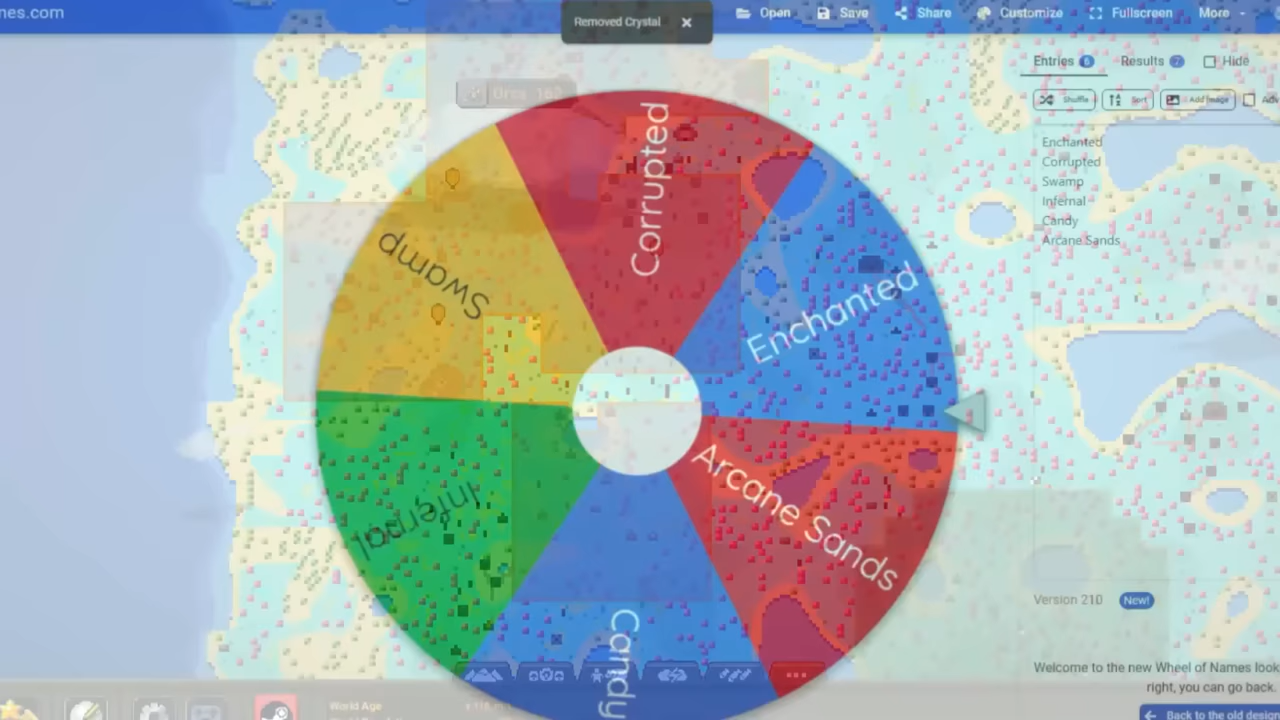 nes.com
Removed Crystal ×
Open
Save
Share
Customize
Fullscreen
More
Entries 6
Results 7
Hide
Shuffle
Sort
Add image
Enchanted
Corrupted
Swamp
Infernal
Candy
Arcane Sands
Corrupted
Enchanted
Swamp
Arcane Sands
Infernal
Candy
Version 210 New!
Welcome to the new Wheel of Names look
right, you can go back.
Back to the old design
World Age